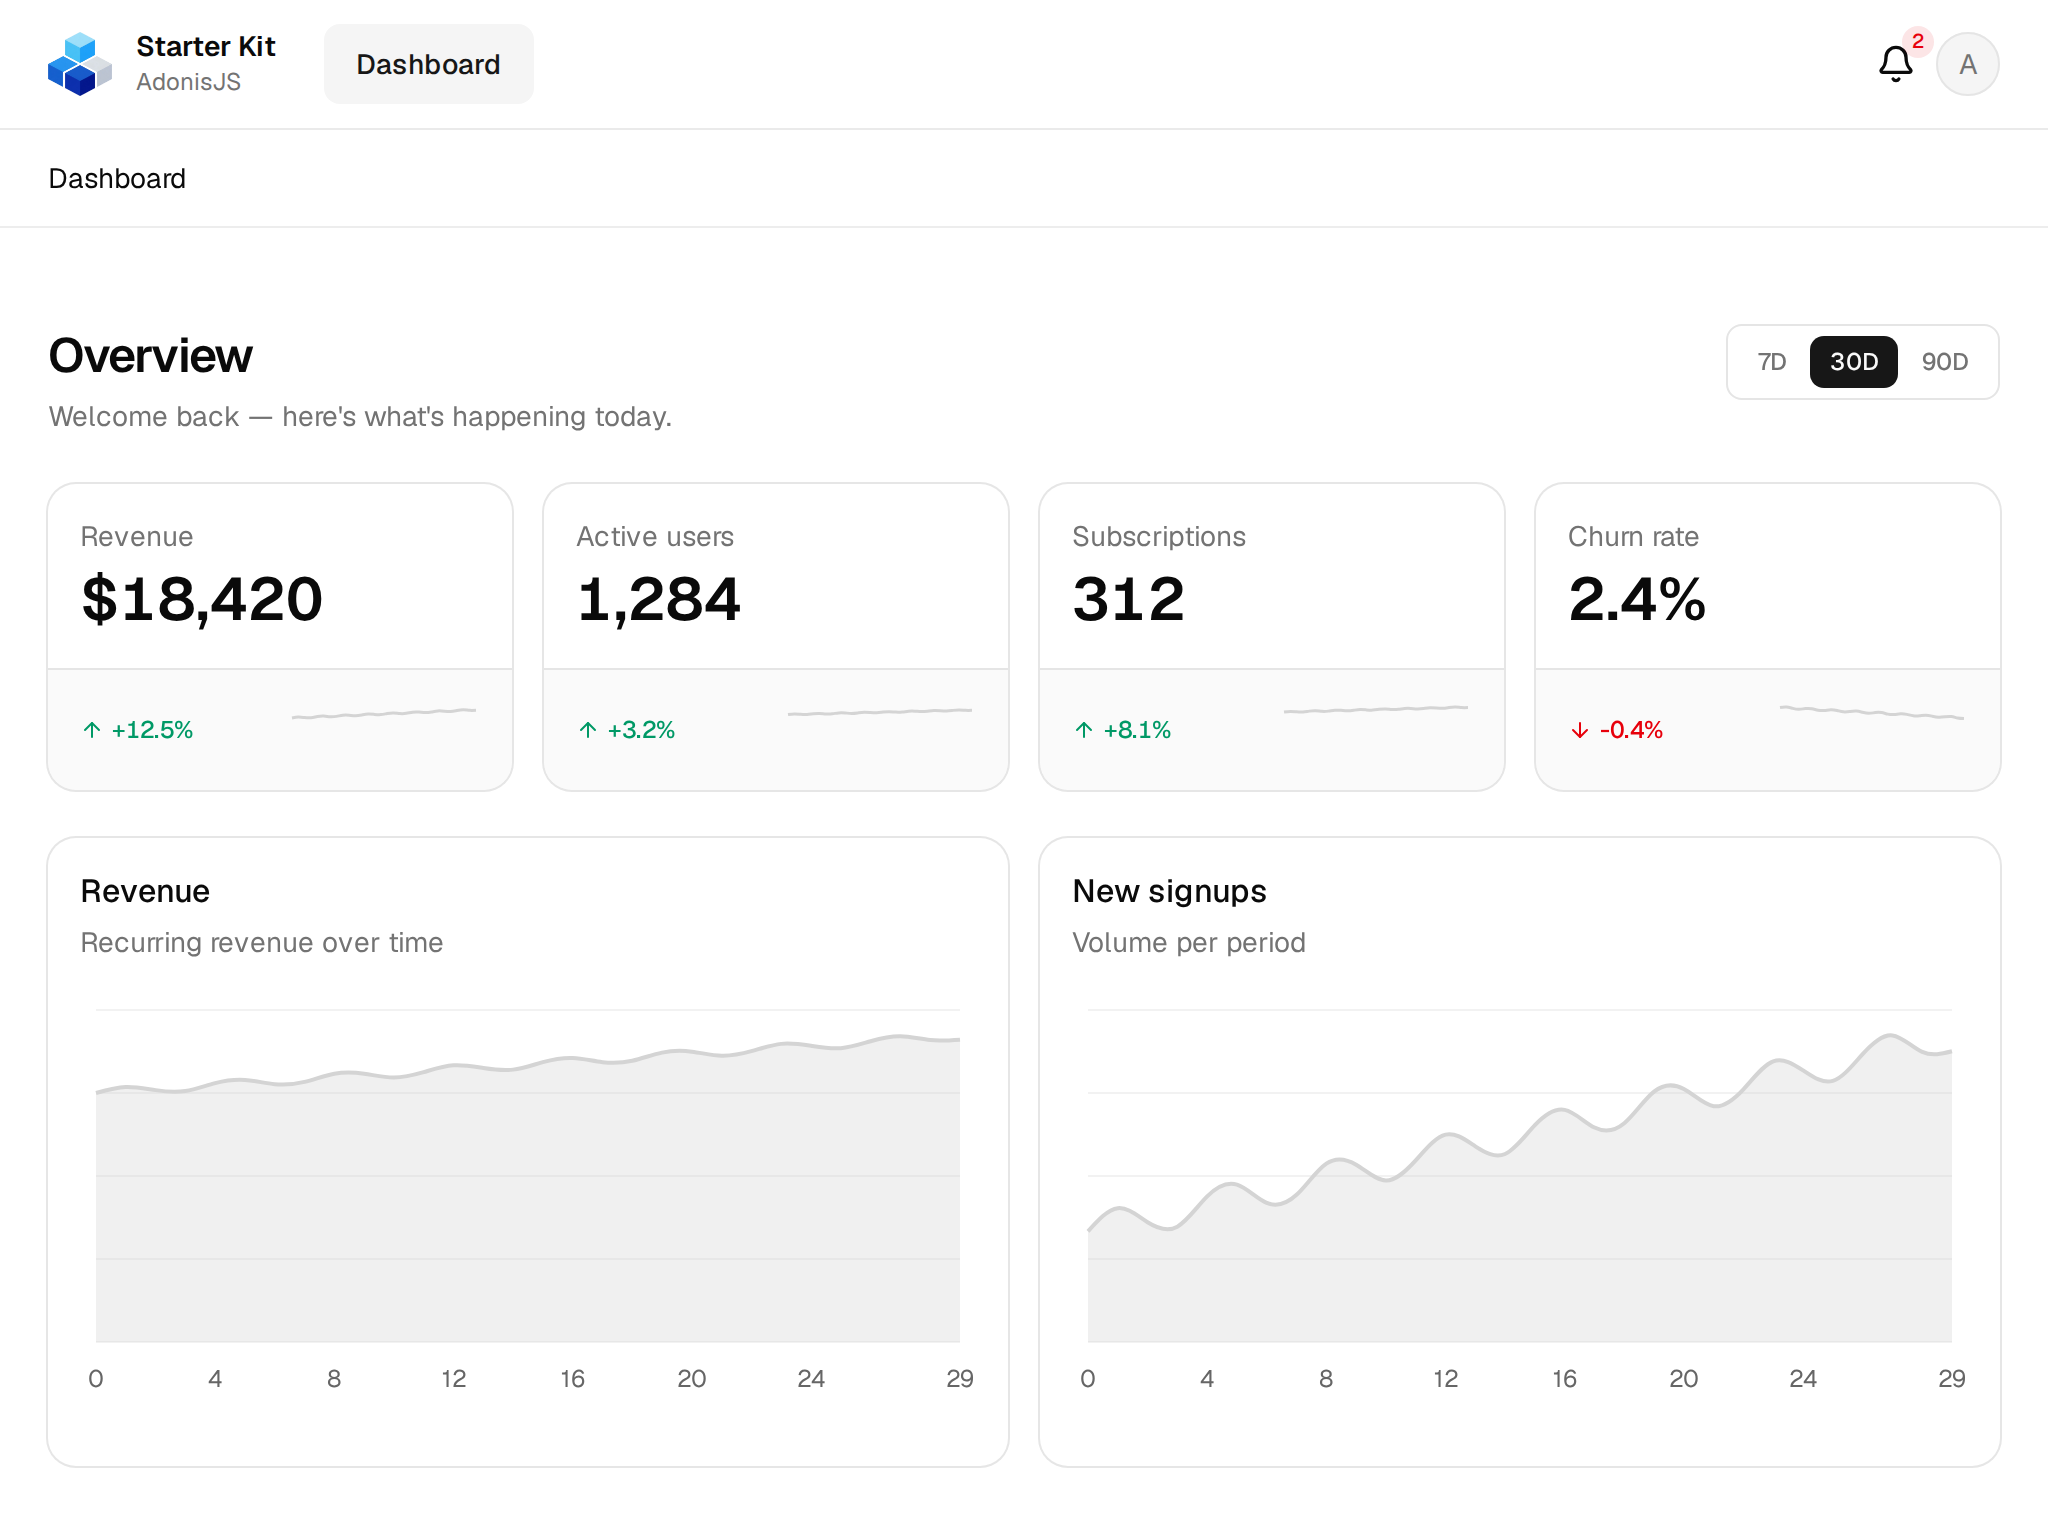 Starter Kit
AdonisJS
Dashboard
2
A
Dashboard
Overview
Welcome back — here's what's happening today.
7D 30D 90D
Revenue
$18,420
+12.5%
Active users
1,284
+3.2%
Subscriptions
312
+8.1%
Churn rate
2.4%
-0.4%
Revenue
Recurring revenue over time
0 4 8 12 16 20 24 29
New signups
Volume per period
0 4 8 12 16 20 24 29